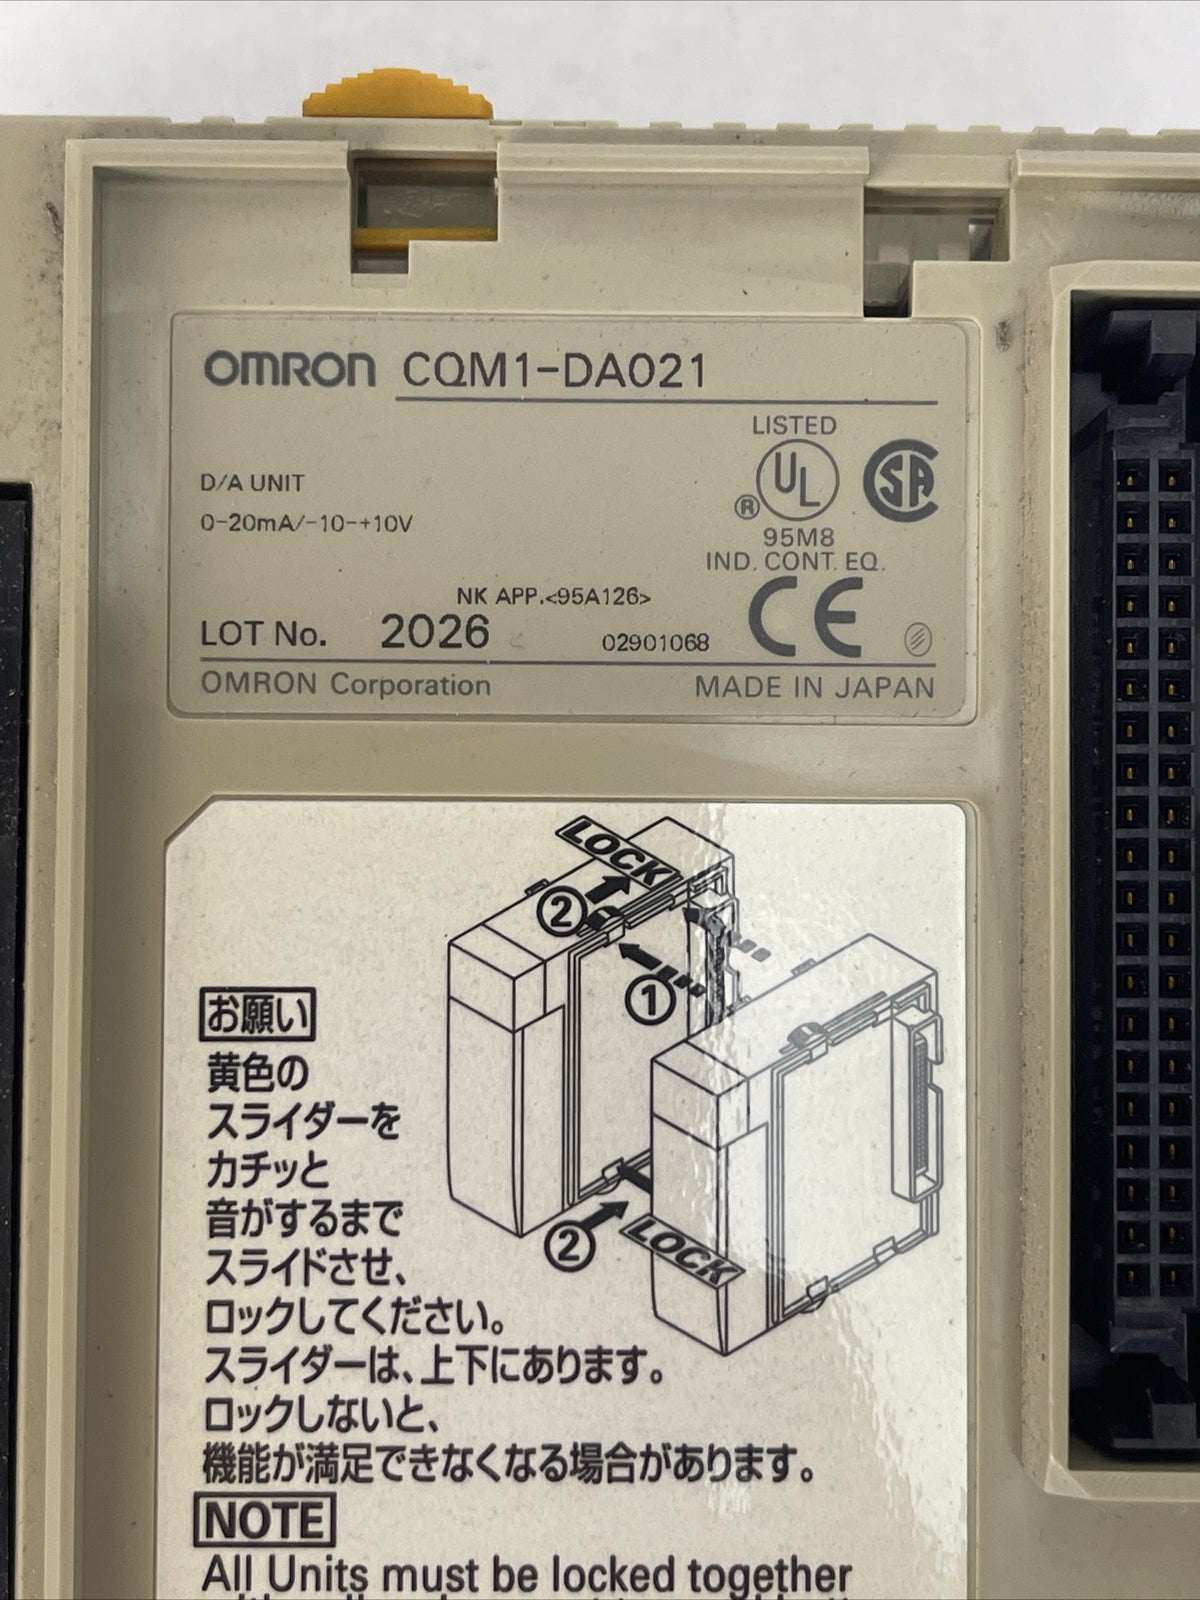 OMRON CQM1-DA021
LISTED
UL
®
SA
D/A UNIT
0-20mA/-10-+10V
95M8
IND. CONT. EQ.
NK APP.<95A126>
LOT No. 2026
02901068
CE
OMRON Corporation
MADE IN JAPAN
LOCK
②
①
②
LOCK
お願い
黄色の
スライダーを
カチッと
音がするまで
スライドさせ、
ロックしてください。
スライダーは、上下にあります。
ロックしないと、
機能が満足できなくなる場合があります。
NOTE
All Units must be locked together